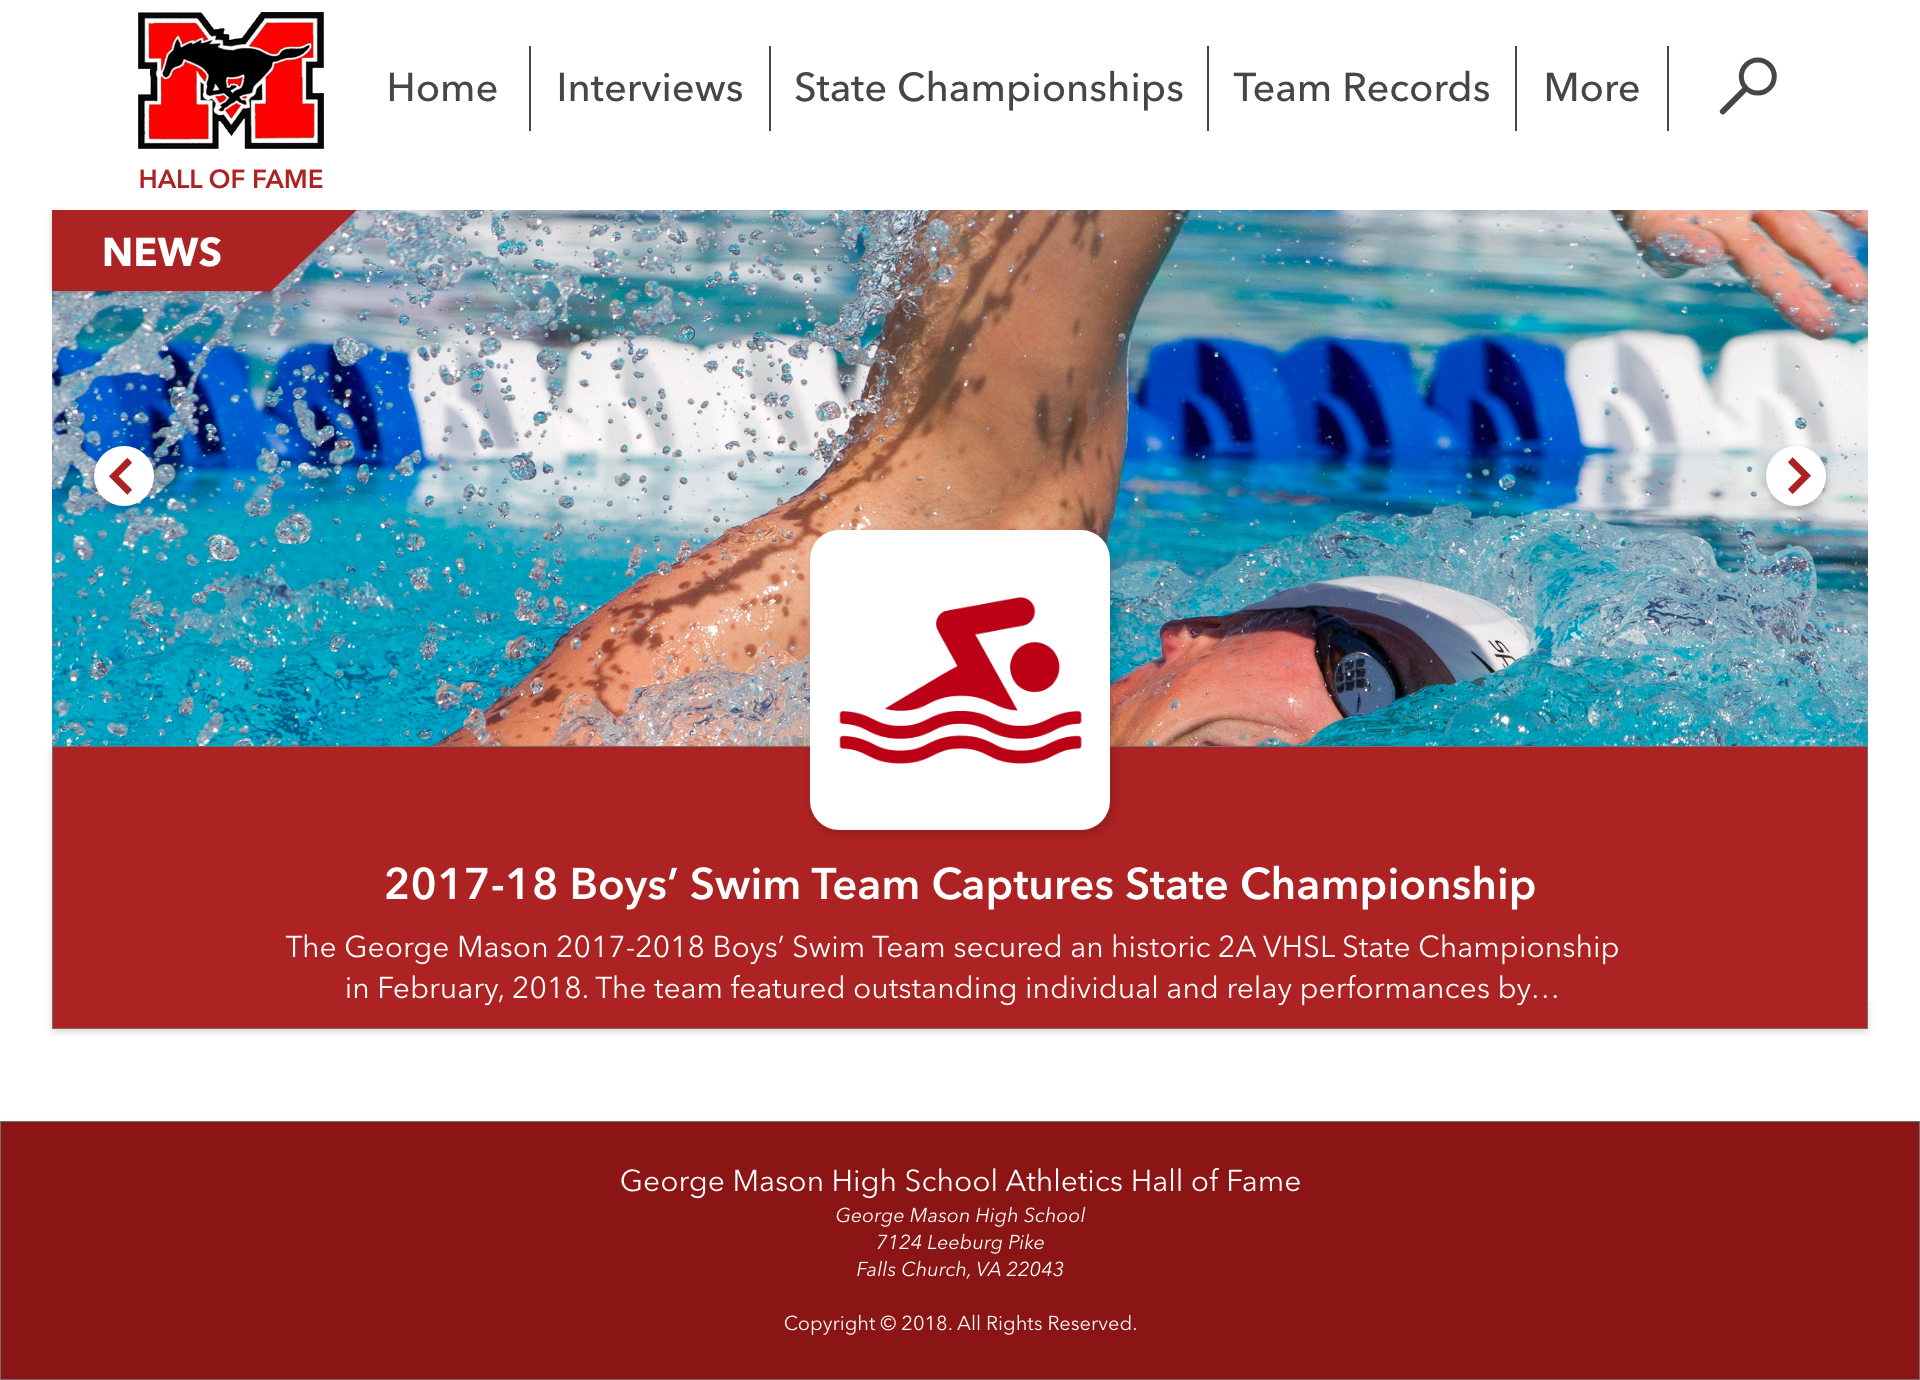 M
HALL OF FAME
Home
Interviews
State Championships
Team Records
More
NEWS
2017-18 Boys’ Swim Team Captures State Championship
The George Mason 2017-2018 Boys’ Swim Team secured an historic 2A VHSL State Championship
in February, 2018. The team featured outstanding individual and relay performances by…
George Mason High School Athletics Hall of Fame
George Mason High School
7124 Leeburg Pike
Falls Church, VA 22043
Copyright © 2018. All Rights Reserved.